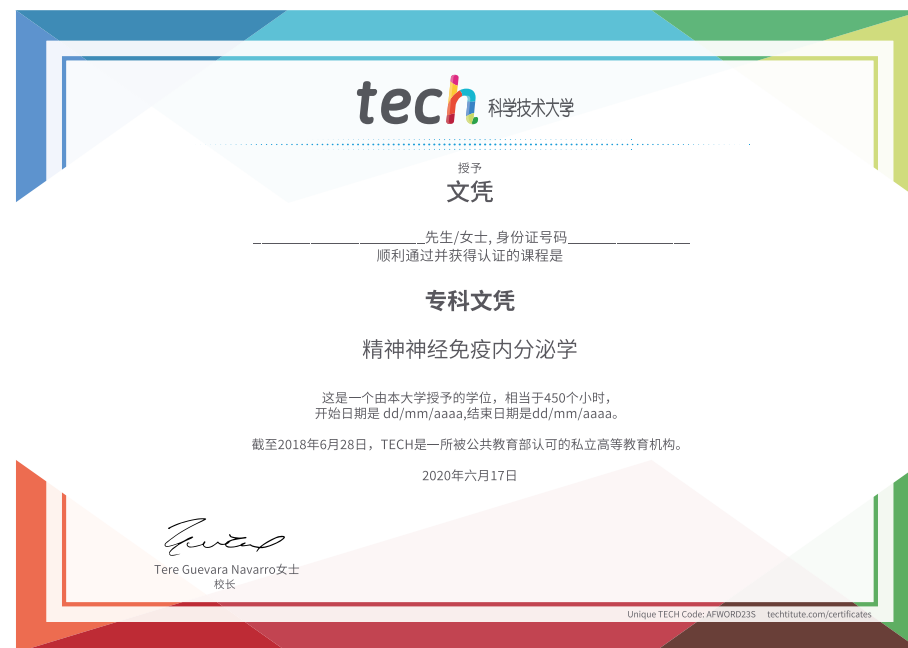 tech 科学技术大学
授予
文凭
_______________________先生/女士, 身份证号码________________
顺利通过并获得认证的课程是
专科文凭
精神神经免疫内分泌学
这是一个由本大学授予的学位，相当于450个小时，
开始日期是 dd/mm/aaaa,结束日期是dd/mm/aaaa。
截至2018年6月28日，TECH是一所被公共教育部认可的私立高等教育机构。
2020年六月17日
Tere Guevara Navarro女士
校长
Unique TECH Code: AFWORD23S techtitute.com/certificates